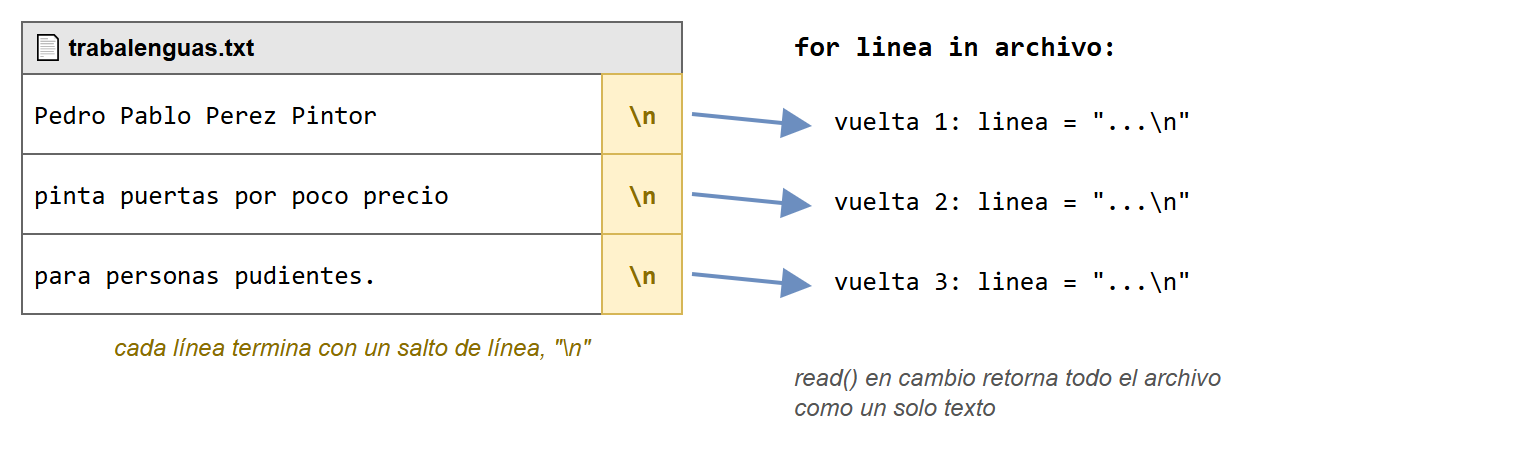 trabalenguas.txt
Pedro Pablo Perez Pintor \n
pinta puertas por poco precio \n
para personas pudientes. \n
cada línea termina con un salto de línea, "\n"
for linea in archivo:
vuelta 1: linea = "...\n"
vuelta 2: linea = "...\n"
vuelta 3: linea = "...\n"
read() en cambio retorna todo el archivo
como un solo texto